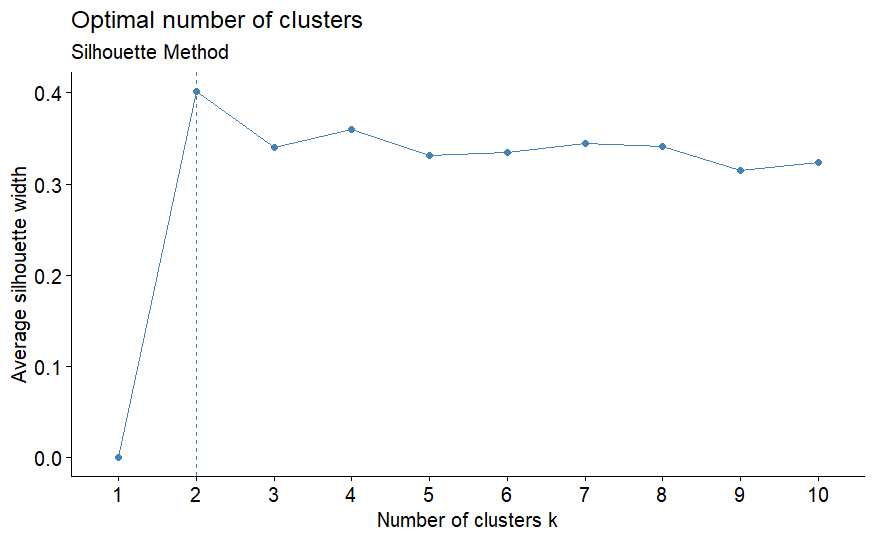 Optimal number of clusters
Silhouette Method
Average silhouette width
0.4
0.3
0.2
0.1
0.0
1 2 3 4 5 6 7 8 9 10
Number of clusters k